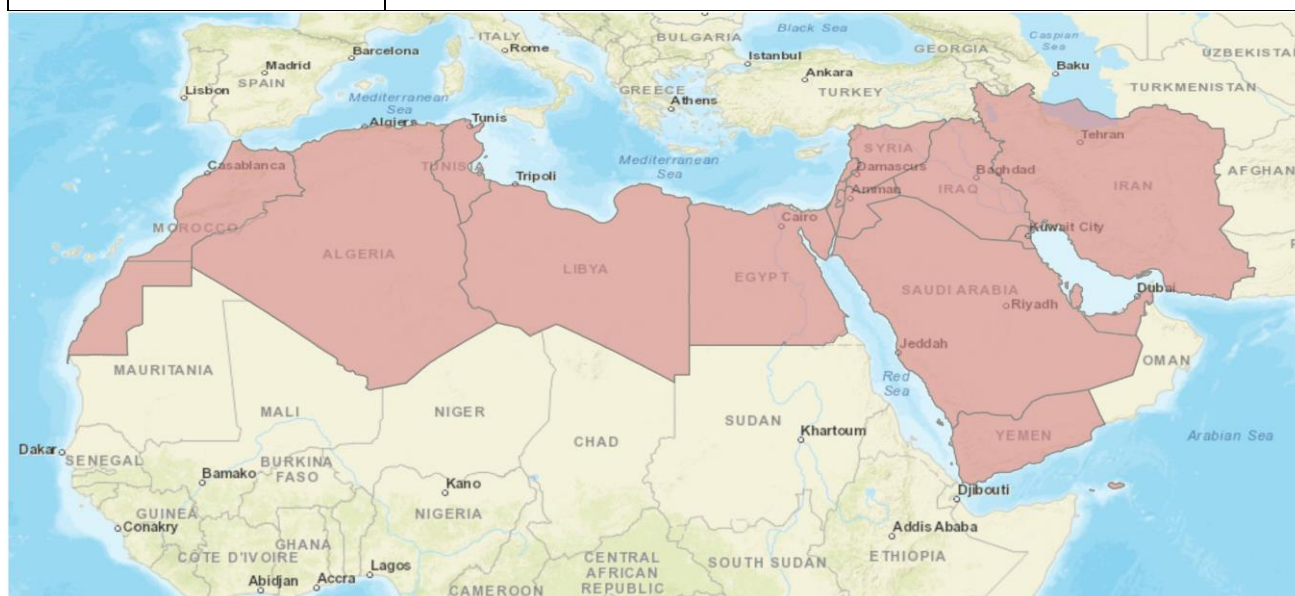 Black Sea
Caspian
Sea
ITALY
Rome
BULGARIA
GEORGIA
UZBEKISTAN
Barcelona
Istanbul
Baku
Madrid
SPAIN
Ankara
TURKEY
TURKMENISTAN
Lisbon
GREECE
Athens
Mediterranean
Sea
Algiers
Tunis
Tehran
SYRIA
Casablanca
TUNISIA
Mediterranean
Sea
Damascus
Baghdad
AFGHAN
Tripoli
Amman
IRAQ
IRAN
MOROCCO
Cairo
Kuwait City
ALGERIA
LIBYA
EGYPT
SAUDI ARABIA
Dubai
Riyadh
Jeddah
OMAN
MAURITANIA
Red
Sea
MALI
NIGER
SUDAN
CHAD
YEMEN
Arabian Sea
Khartoum
Dakar
SENEGAL
BURKINA
FASO
Bamako
Kano
Djibouti
GUINEA
NIGERIA
Conakry
Addis Ababa
GHANA
CÔTE D'IVOIRE
CENTRAL
AFRICAN
REPUBLIC
SOUTH SUDAN
ETHIOPIA
Lagos
Abidjan
Accra
CAMEROON